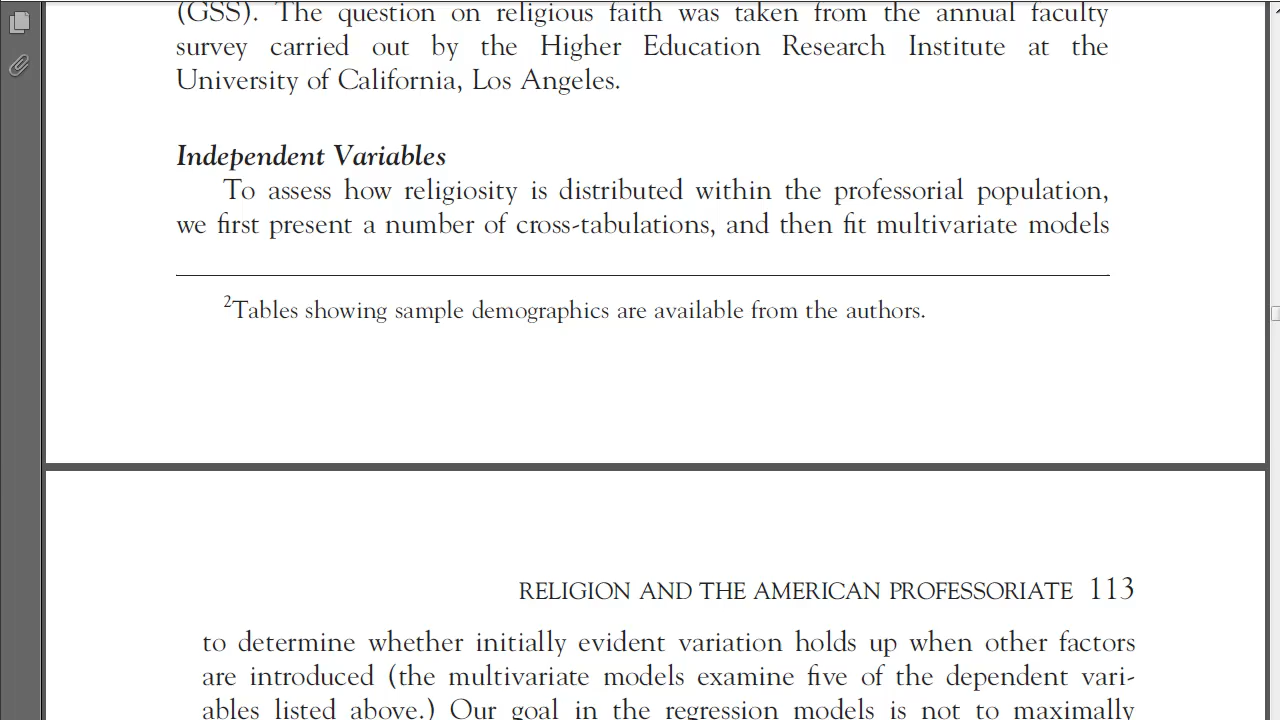 (GSS). The question on religious faith was taken from the annual faculty
survey carried out by the Higher Education Research Institute at the
University of California, Los Angeles.
Independent Variables
To assess how religiosity is distributed within the professorial population,
we first present a number of cross-tabulations, and then fit multivariate models
2Tables showing sample demographics are available from the authors.
RELIGION AND THE AMERICAN PROFESSORIATE 113
to determine whether initially evident variation holds up when other factors
are introduced (the multivariate models examine five of the dependent vari-
ables listed above.) Our goal in the regression models is not to maximally